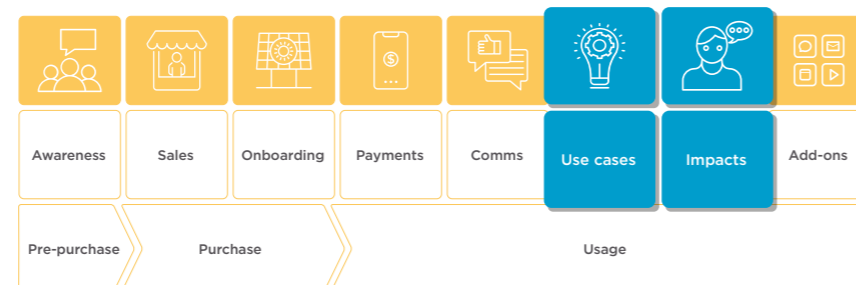 Awareness
Sales
Onboarding
Payments
Comms
Use cases
Impacts
Add-ons
Pre-purchase
Purchase
Usage